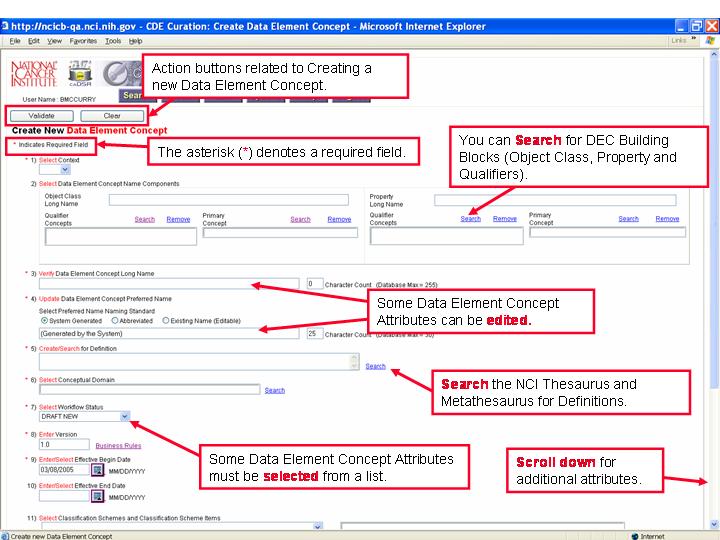 http://ncicb-qa.nci.nih.gov - CDE Curation: Create Data Element Concept - Microsoft Internet Explorer
File Edit View Favorites Tools Help
Links »
NATIONAL
CANCER
INSTITUTE
caDSR
Action buttons related to Creating a
new Data Element Concept.
User Name : BMCCURRY
Validate Clear
Create New Data Element Concept
* Indicates Required Field
The asterisk (*) denotes a required field.
You can Search for DEC Building
Blocks (Object Class, Property and
Qualifiers).
* 1) Select Context
2) Select Data Element Concept Name Components
Object Class
Long Name
Property
Long Name
Qualifier
Concepts
Search Remove
Primary
Concept
Search Remove
Qualifier
Concepts
Search Remove
Primary
Concept
Search Remove
* 3) Verify Data Element Concept Long Name
0 Character Count (Database Max = 255)
* 4) Update Data Element Concept Preferred Name
Select Preferred Name Naming Standard
System Generated Abbreviated Existing Name (Editable)
(Generated by the System)
25 Character Count (Database Max = 30)
Some Data Element Concept
Attributes can be edited.
* 5) Create/Search for Definition
Search
Search the NCI Thesaurus and
Metathesaurus for Definitions.
* 6) Select Conceptual Domain
Search
* 7) Select Workflow Status
DRAFT NEW
* 8) Enter Version
1.0 Business Rules
Some Data Element Concept Attributes
must be selected from a list.
* 9) Enter/Select Effective Begin Date
03/08/2005 MM/DD/YYYY
10) Enter/Select Effective End Date
MM/DD/YYYY
Scroll down for
additional attributes.
11) Select Classification Schemes and Classification Scheme Items
Create new Data Element Concept
Internet